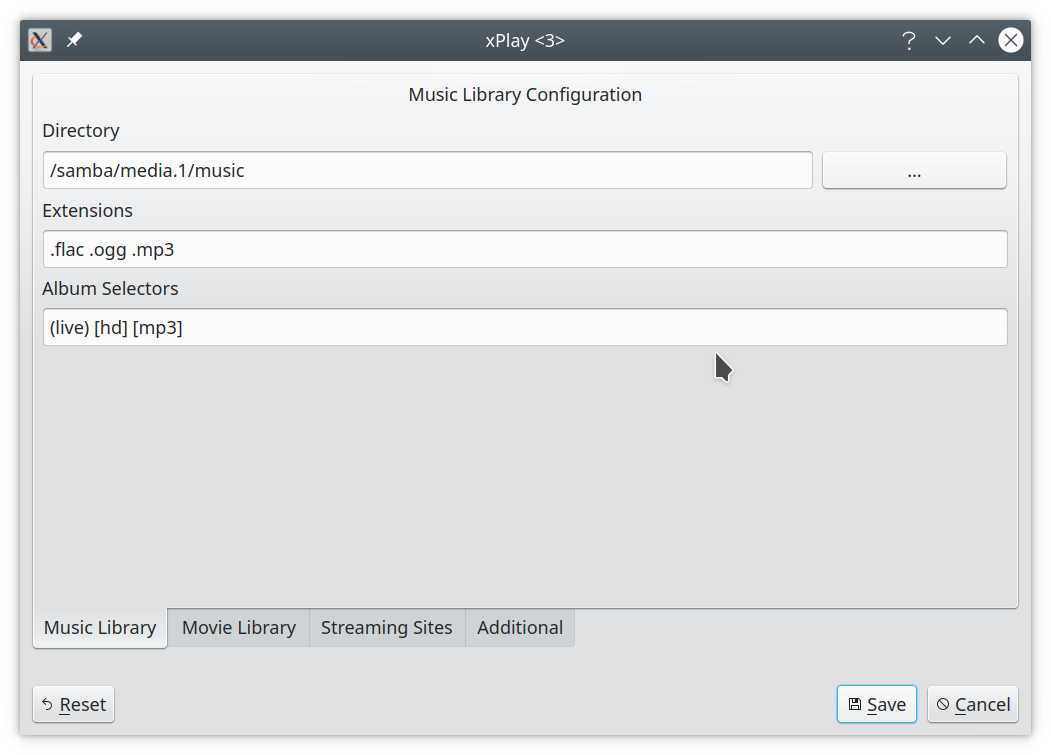 xPlay <3>
Music Library Configuration
Directory
/samba/media.1/music
...
Extensions
.flac .ogg .mp3
Album Selectors
(live) [hd] [mp3]
Music Library
Movie Library
Streaming Sites
Additional
Reset
Save
Cancel